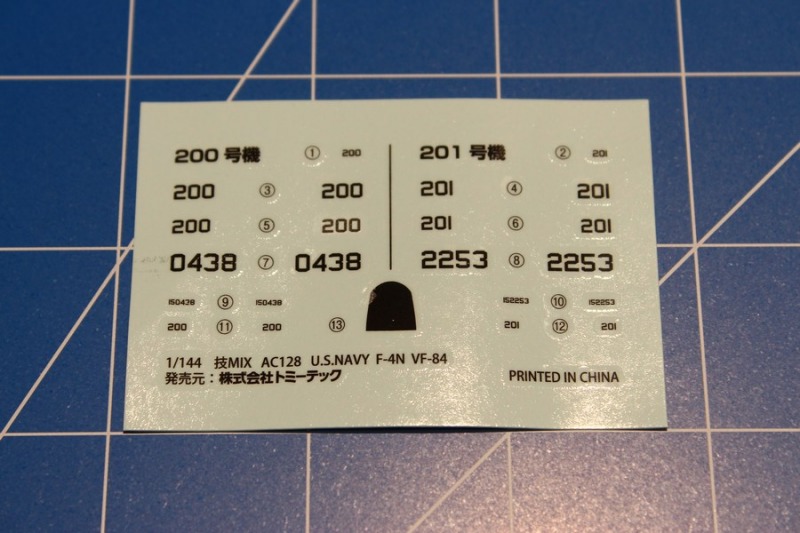 200 号機 ① 200 201 号機 ② 201
200 ③ 200 201 ④ 201
200 ⑤ 200 201 ⑥ 201
0438 ⑦ 0438 2253 ⑧ 2253
150438 ⑨ 150438 152253 ⑩ 152253
200 ⑪ 200 ⑬ 201 ⑫ 201
1/144 技MIX AC128 U.S.NAVY F-4N VF-84
発売元：株式会社トミーテック PRINTED IN CHINA